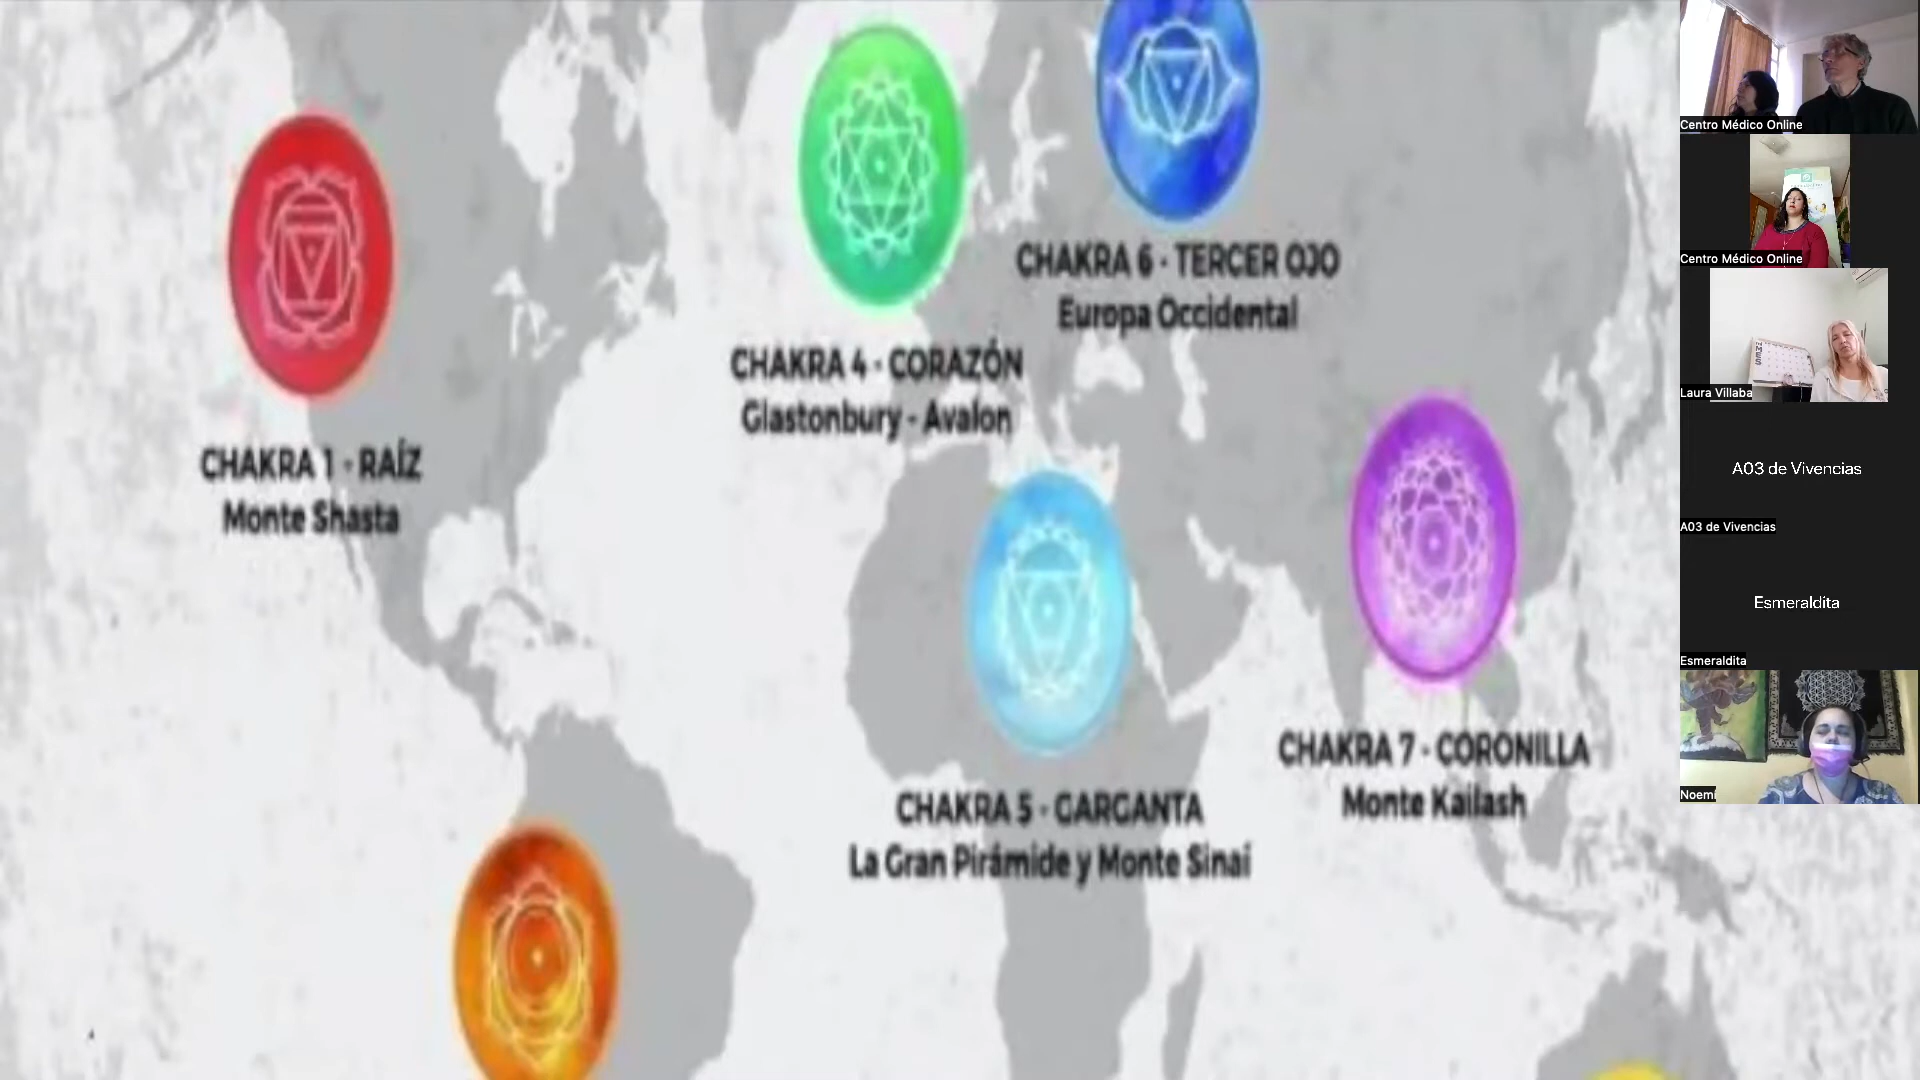 CHAKRA 1 - RAÍZ
Monte Shasta
CHAKRA 4 - CORAZÓN
Glastonbury - Avalon
CHAKRA 6 - TERCER OJO
Europa Occidental
CHAKRA 5 - GARGANTA
La Gran Pirámide y Monte Sinaí
CHAKRA 7 - CORONILLA
Monte Kailash
Centro Médico Online
Centro Médico Online
MES
Laura Villaba
A03 de Vivencias
A03 de Vivencias
Esmeraldita
Esmeraldita
Noemí